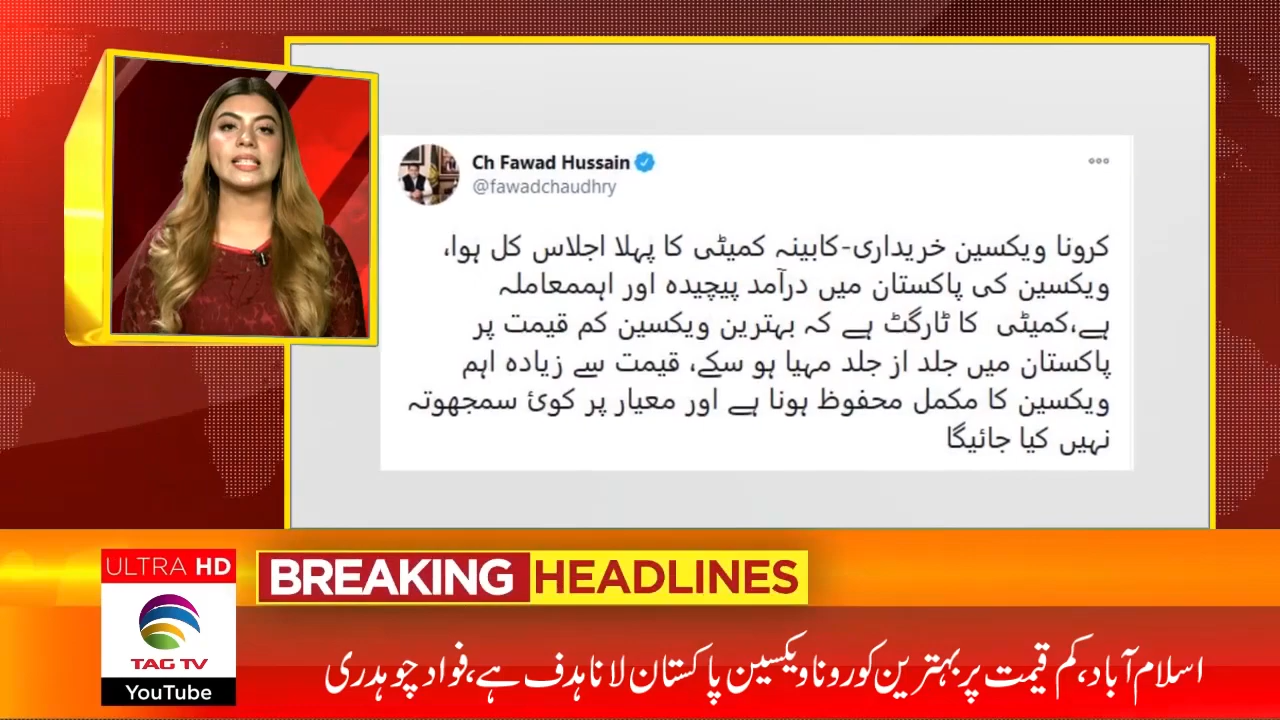 Ch Fawad Hussain
@fawadchaudhry
کرونا ویکسین خریداری-کابینہ کمیٹی کا پہلا اجلاس کل ہوا،
ویکسین کی پاکستان میں درآمد پیچیدہ اور اہممعاملہ
ہے،کمیٹی کا ٹارگٹ ہے کہ بہترین ویکسین کم قیمت پر
پاکستان میں جلد از جلد مہیا ہو سکے، قیمت سے زیادہ اہم
ویکسین کا مکمل محفوظ ہونا ہے اور معیار پر کوئ سمجھوتہ
نہیں کیا جائیگا
ULTRA HD
TAG TV
YouTube
BREAKING HEADLINES
اسلام آباد،کم قیمت پر بہترین کورونا ویکسین پاکستان لانا ہدف ہے،فواد چوہدری